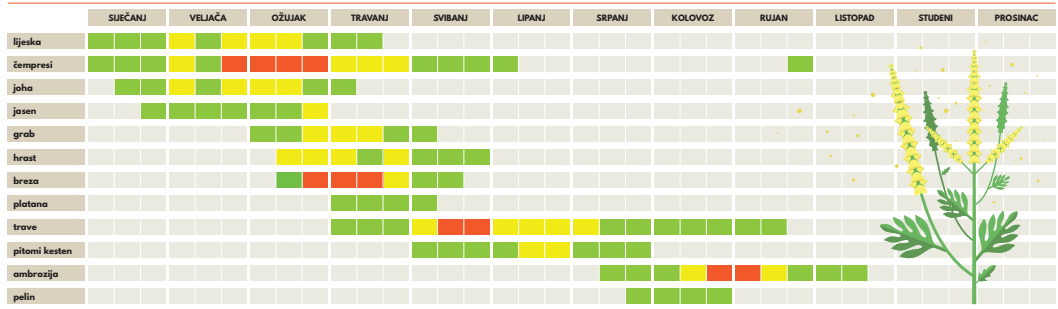 SIJEČANJ VELJAČA OŽUJAK TRAVANJ SVIBANJ LIPANJ SRPANJ KOLOVOZ RUJAN LISTOPAD STUDENI PROSINAC
lijeska
čempresi
joha
jasen
grab
hrast
breza
platana
trave
pitomi kesten
ambrozija
pelin